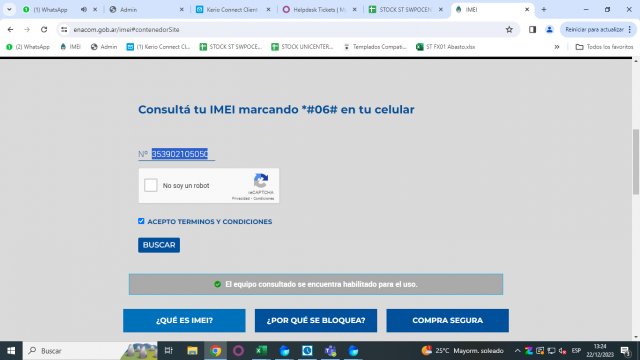 (1) WhatsApp
Admin
Kerio Connect Client
Helpdesk Tickets | M
STOCK ST SWPOCEN
STOCK ST SWPOCEN
IMEI
enacom.gob.ar/imei#contenedorSite
Reiniciar para actualizar
(2) WhatsApp
IMEI
Admin
(1) Kerio Connect Cl...
STOCK ST SWPOCE...
STOCK UNICENTER...
Templados Compati...
ST FX01 Abasto.xlsx
Todos los favoritos
Consultá tu IMEI marcando *#06# en tu celular
Nº 353902105050
No soy un robot
reCAPTCHA
Privacidad - Condiciones
ACEPTO TERMINOS Y CONDICIONES
BUSCAR
El equipo consultado se encuentra habilitado para el uso.
¿QUÉ ES IMEI?
¿POR QUÉ SE BLOQUEA?
COMPRA SEGURA
Buscar
25°C Mayorm. soleado
ESP
13:24
22/12/2023